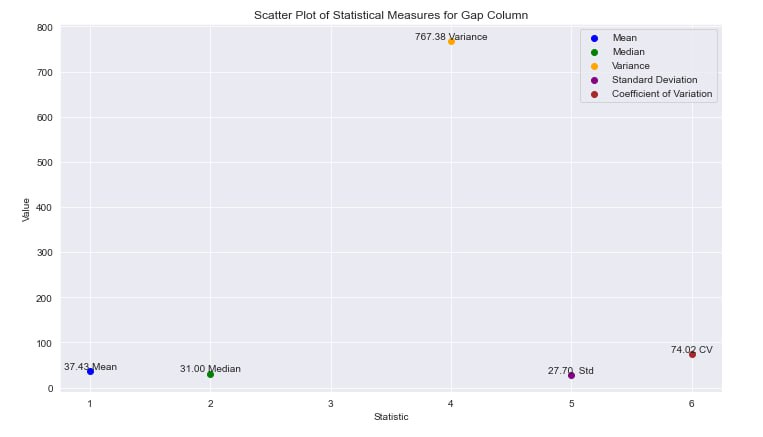 Scatter Plot of Statistical Measures for Gap Column
800
700
600
500
400
300
200
100
0
Value
767.38 Variance
Mean
Median
Variance
Standard Deviation
Coefficient of Variation
37.43 Mean
31.00 Median
27.70  Std
74.02 CV
1 2 3 4 5 6
Statistic